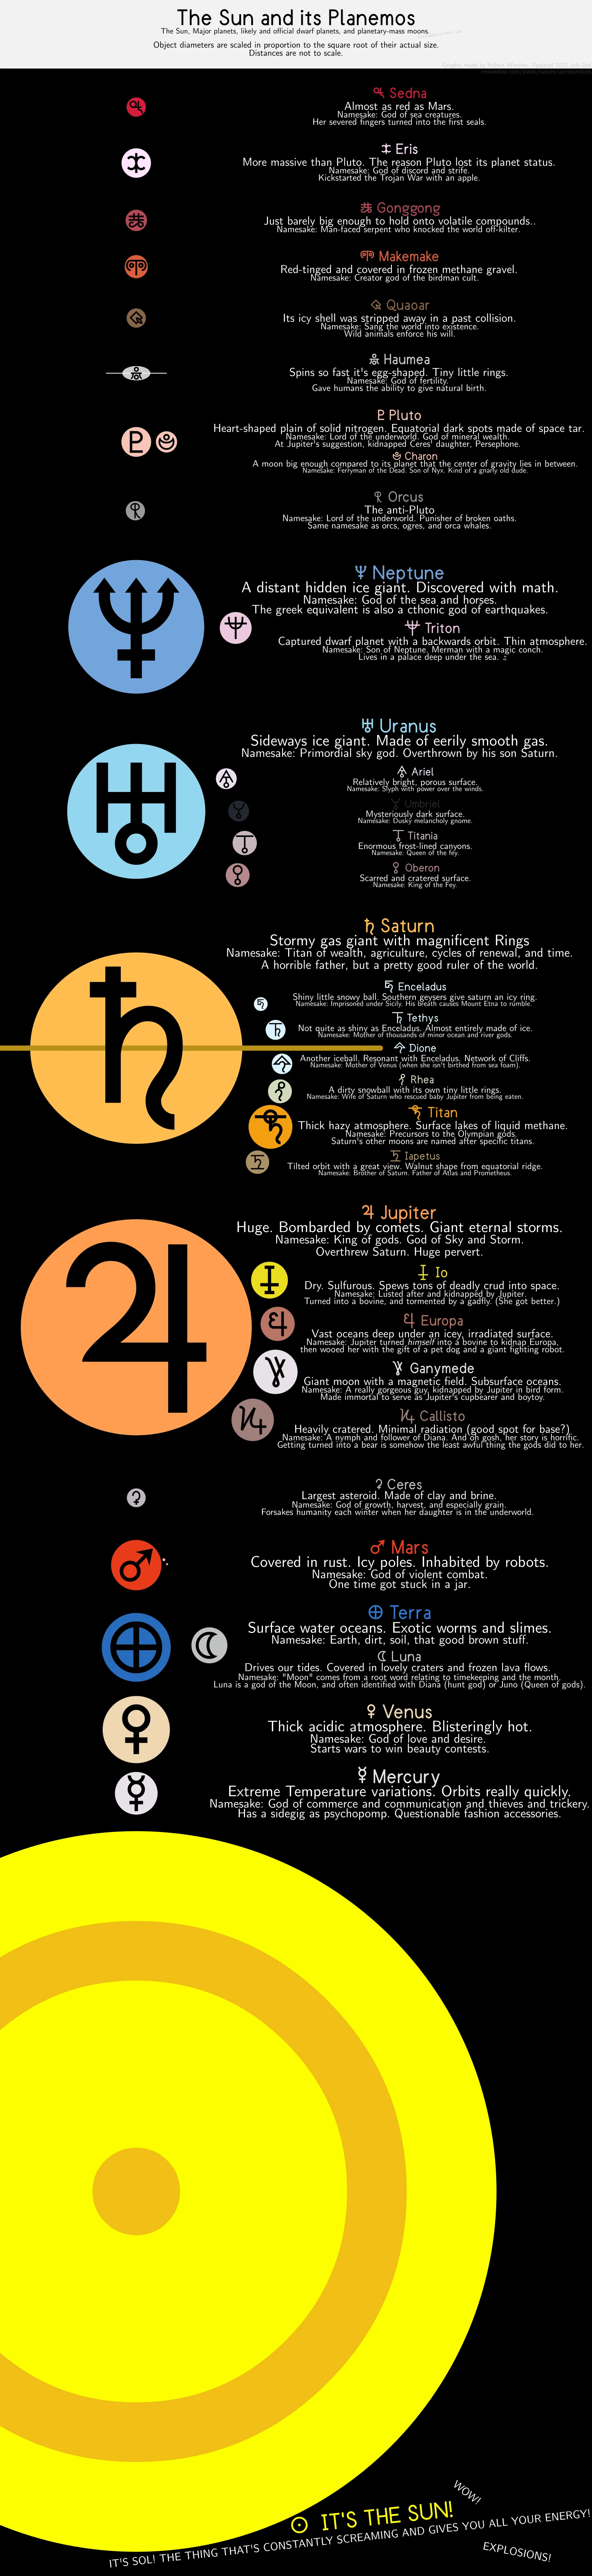 The Sun and its Planemos
The Sun, Major planets, likely and official dwarf planets, and planetary-mass moons.
Object diameters are scaled in proportion to the square root of their actual size.
Distances are not to scale.
Sedna
Almost as red as Mars.
Namesake: God of sea creatures.
Her severed fingers turned into the first seals.
Eris
More massive than Pluto. The reason Pluto lost its planet status.
Namesake: God of discord and strife.
Kickstarted the Trojan War with an apple.
Gonggong
Just barely big enough to hold onto volatile compounds..
Namesake: Man-faced serpent who knocked the world off-kilter.
Makemake
Red-tinged and covered in frozen methane gravel.
Namesake: Creator god of the birdman cult.
Quaoar
Its icy shell was stripped away in a past collision.
Namesake: Sang the world into existence.
Wild animals enforce his will.
Haumea
Spins so fast it's egg-shaped. Tiny little rings.
Namesake: God of fertility.
Gave humans the ability to give natural birth.
Pluto
Heart-shaped plain of solid nitrogen. Equatorial dark spots made of space tar.
Namesake: Lord of the underworld. God of mineral wealth.
At Jupiter's suggestion, kidnapped Ceres' daughter, Persephone.
Charon
A moon big enough compared to its planet that the center of gravity lies in between.
Namesake: Ferryman of the Dead. Son of Nyx. Kind of a gnarly old dude.
Orcus
The anti-Pluto
Namesake: Lord of the underworld. Punisher of broken oaths.
Same namesake as orcs, ogres, and orca whales.
Neptune
A distant hidden ice giant. Discovered with math.
Namesake: God of the sea and horses.
The greek equivalent is also a cthonic god of earthquakes.
Triton
Captured dwarf planet with a backwards orbit. Thin atmosphere.
Namesake: Son of Neptune. Merman with a magic conch.
Lives in a palace deep under the sea. ♫
Uranus
Sideways ice giant. Made of eerily smooth gas.
Namesake: Primordial sky god. Overthrown by his son Saturn.
Ariel
Relatively bright, porous surface.
Namesake: Slyph with power over the winds.
Umbriel
Mysteriously dark surface.
Namesake: Dusky melancholy gnome.
Titania
Enormous frost-lined canyons.
Namesake: Queen of the fey.
Oberon
Scarred and cratered surface.
Namesake: King of the Fey.
Saturn
Stormy gas giant with magnificent Rings
Namesake: Titan of wealth, agriculture, cycles of renewal, and time.
A horrible father, but a pretty good ruler of the world.
Enceladus
Shiny little snowy ball. Southern geysers give saturn an icy ring.
Namesake: Imprisoned under Sicily. His breath causes Mount Etna to rumble.
Tethys
Not quite as shiny as Enceladus. Almost entirely made of ice.
Namesake: Mother of thousands of minor ocean and river gods.
Dione
Another iceball. Resonant with Enceladus. Network of Cliffs.
Namesake: Mother of Venus (when she isn't birthed from sea foam).
Rhea
A dirty snowball with its own tiny little rings.
Namesake: Wife of Saturn who rescued baby Jupiter from being eaten.
Titan
Thick hazy atmosphere. Surface lakes of liquid methane.
Namesake: Precursors to the Olympian gods.
Saturn's other moons are named after specific titans.
Iapetus
Tilted orbit with a great view. Walnut shape from equatorial ridge.
Namesake: Brother of Saturn. Father of Atlas and Prometheus.
Jupiter
Huge. Bombarded by comets. Giant eternal storms.
Namesake: King of gods. God of Sky and Storm.
Overthrew Saturn. Huge pervert.
Io
Dry. Sulfurous. Spews tons of deadly crud into space.
Namesake: Lusted after and kidnapped by Jupiter.
Turned into a bovine, and tormented by a gadfly. (She got better.)
Europa
Vast oceans deep under an icey, irradiated surface.
Namesake: Jupiter turned himself into a bovine to kidnap Europa,
then wooed her with the gift of a pet dog and a giant fighting robot.
Ganymede
Giant moon with a magnetic field. Subsurface oceans.
Namesake: A really gorgeous guy, kidnapped by Jupiter in bird form.
Made immortal to serve as Jupiter's cupbearer and boytoy.
Callisto
Heavily cratered. Minimal radiation (good spot for base?)
Namesake: A nymph and follower of Diana. And oh gosh, her story is horrific.
Getting turned into a bear is somehow the least awful thing the gods did to her.
Ceres
Largest asteroid. Made of clay and brine.
Namesake: God of growth, harvest, and especially grain.
Forsakes humanity each winter when her daughter is in the underworld.
Mars
Covered in rust. Icy poles. Inhabited by robots.
Namesake: God of violent combat.
One time got stuck in a jar.
Terra
Surface water oceans. Exotic worms and slimes.
Namesake: Earth, dirt, soil, that good brown stuff.
Luna
Drives our tides. Covered in lovely craters and frozen lava flows.
Namesake: "Moon" comes from a root word relating to timekeeping and the month.
Luna is a god of the Moon, and often identified with Diana (hunt god) or Juno (Queen of gods).
Venus
Thick acidic atmosphere. Blisteringly hot.
Namesake: God of love and desire.
Starts wars to win beauty contests.
Mercury
Extreme Temperature variations. Orbits really quickly.
Namesake: God of commerce and communication and thieves and trickery.
Has a sidegig as psychopomp. Questionable fashion accessories.
WOW!
IT'S THE SUN!
IT'S SOL! THE THING THAT'S CONSTANTLY SCREAMING AND GIVES YOU ALL YOUR ENERGY!
EXPLOSIONS!